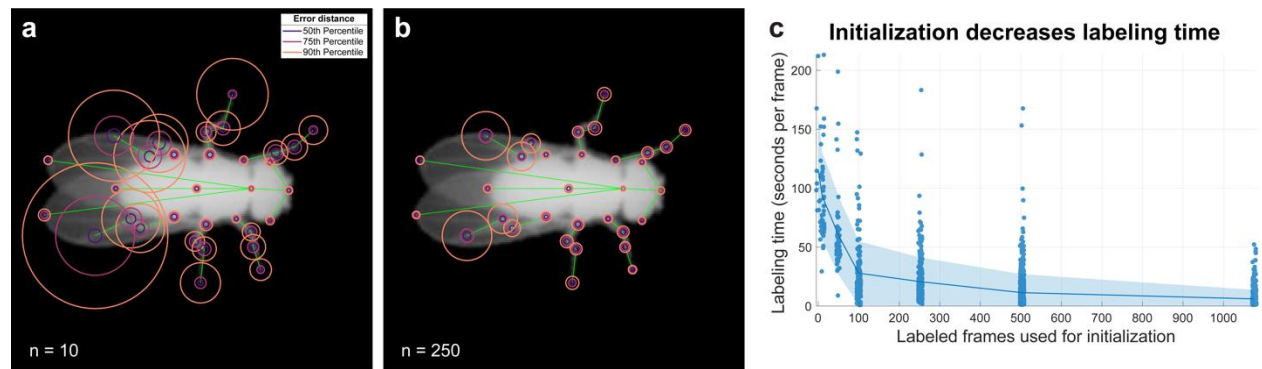 a
Error distance
50th Percentile
75th Percentile
90th Percentile
n = 10
b
n = 250
c Initialization decreases labeling time
Labeling time (seconds per frame)
200
150
100
50
0
0 100 200 300 400 500 600 700 800 900 1000
Labeled frames used for initialization